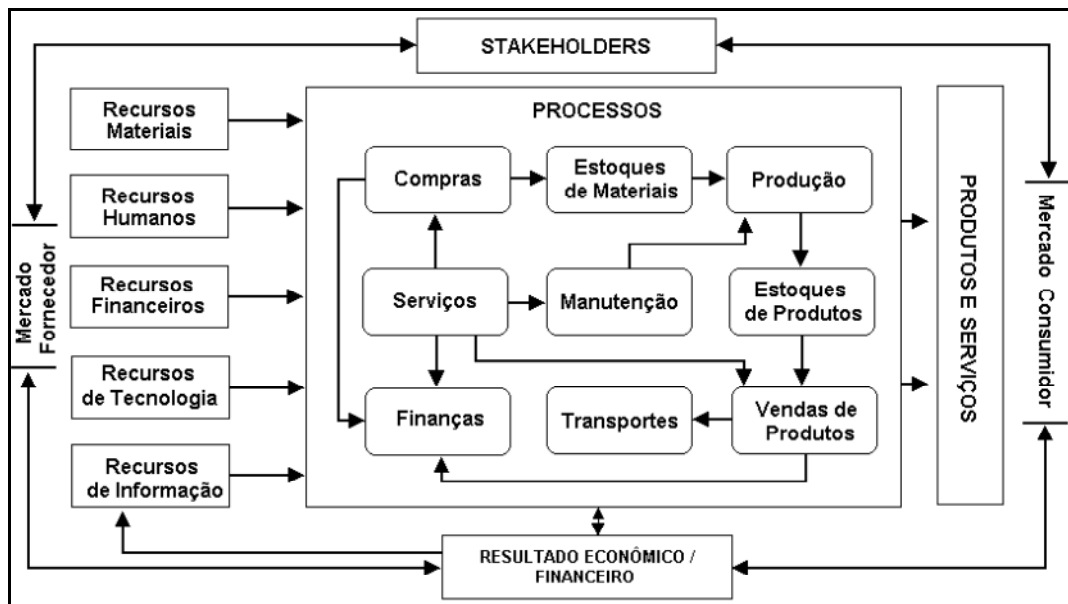 STAKEHOLDERS
Recursos
Materiais
Recursos
Humanos
Recursos
Financeiros
Recursos
de Tecnologia
Recursos
de Informação
Mercado
Fornecedor
PROCESSOS
Compras
Estoques
de Materiais
Produção
Serviços
Manutenção
Estoques
de Produtos
Finanças
Transportes
Vendas de
Produtos
PRODUTOS E SERVIÇOS
Mercado Consumidor
RESULTADO ECONÔMICO /
FINANCEIRO